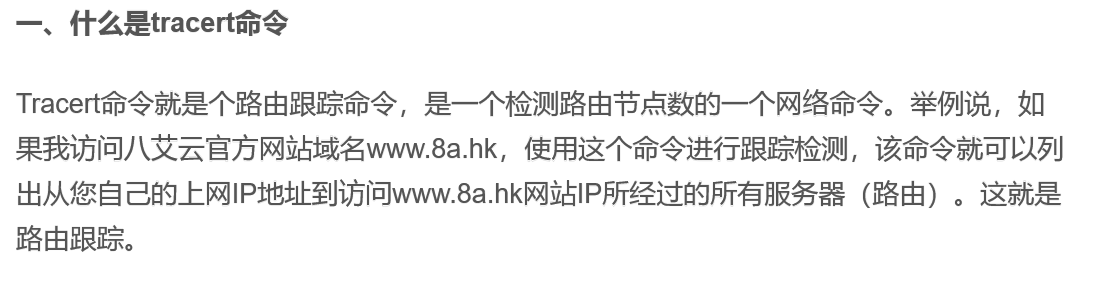 一、什么是tracert命令
Tracert命令就是个路由跟踪命令，是一个检测路由节点数的一个网络命令。举例说，如
果我访问八艾云官方网站域名www.8a.hk，使用这个命令进行跟踪检测，该命令就可以列
出从您自己的上网IP地址到访问www.8a.hk网站IP所经过的所有服务器（路由）。这就是
路由跟踪。